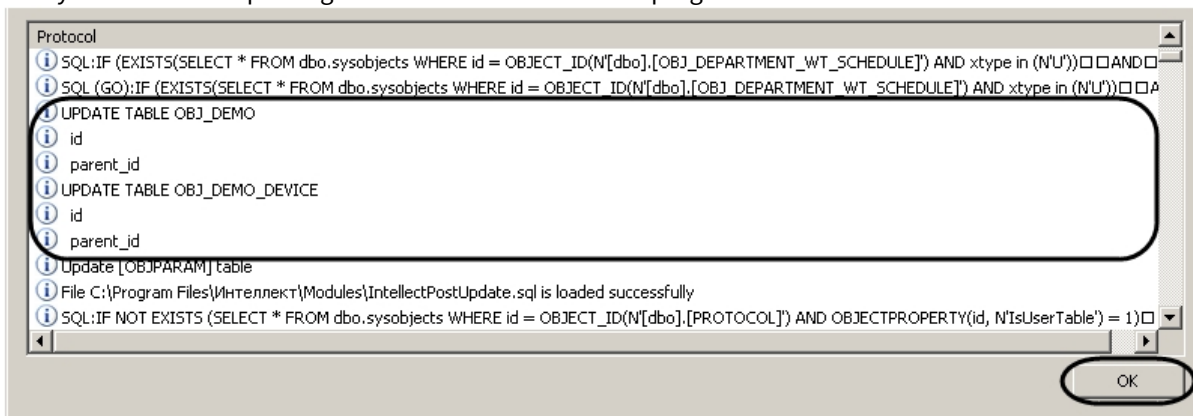 Protocol
SQL:IF (EXISTS(SELECT * FROM dbo.sysobjects WHERE id = OBJECT_ID(N'[dbo].[OBJ_DEPARTMENT_WT_SCHEDULE]') AND xtype in (N'U'))□□AND□
SQL (GO):IF (EXISTS(SELECT * FROM dbo.sysobjects WHERE id = OBJECT_ID(N'[dbo].[OBJ_DEPARTMENT_WT_SCHEDULE]') AND xtype in (N'U'))□□A
UPDATE TABLE OBJ_DEMO
id
parent_id
UPDATE TABLE OBJ_DEMO_DEVICE
id
parent_id
Update [OBJPARAM] table
File C:\Program Files\Интеллект\Modules\IntellectPostUpdate.sql is loaded successfully
SQL:IF NOT EXISTS (SELECT * FROM dbo.sysobjects WHERE id = OBJECT_ID(N'[dbo].[PROTOCOL]') AND OBJECTPROPERTY(id, N'IsUserTable') = 1)□
OK